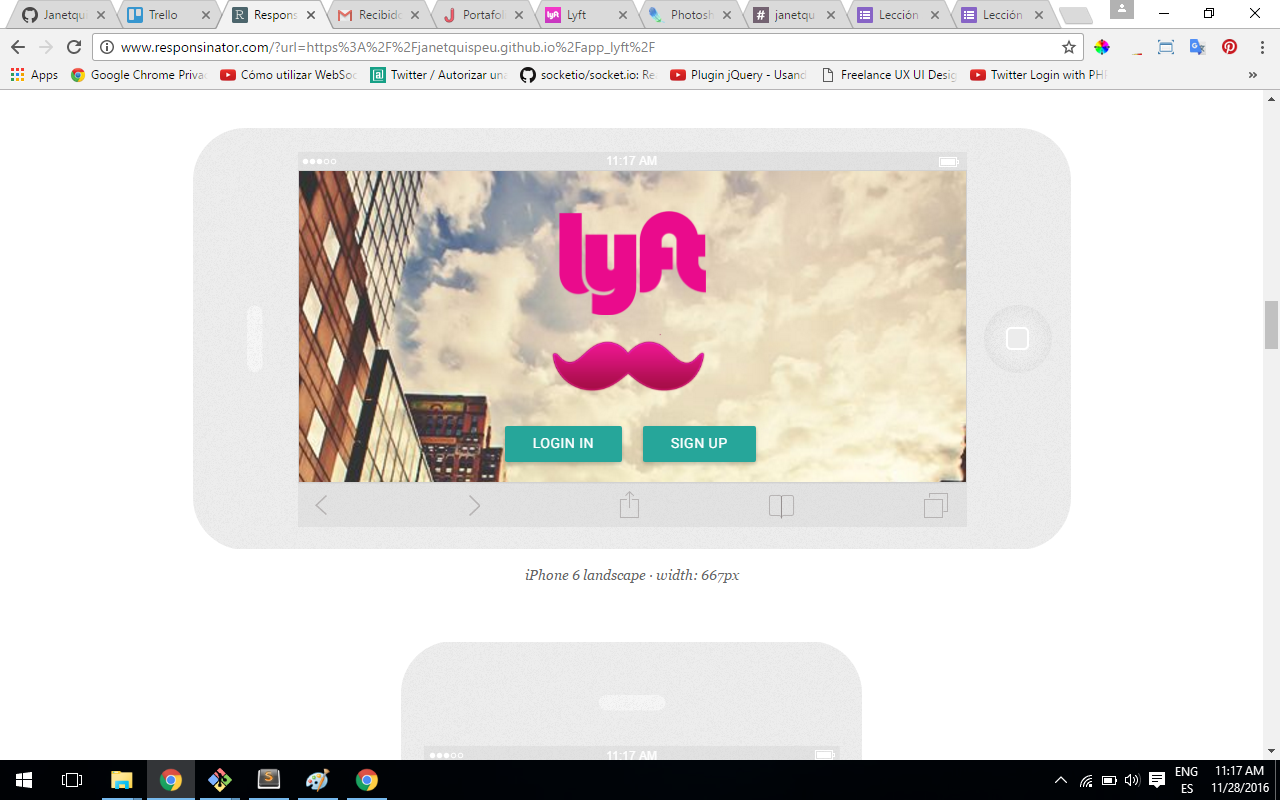 Janetqui
Trello
Respons
Recibido
Portafol
Lyft
Photosh
janetqu
Lección
Lección
www.responsinator.com/?url=https%3A%2F%2Fjanetquispeu.github.io%2Fapp_lyft%2F
Apps
Google Chrome Privac
Cómo utilizar WebSoc
Twitter / Autorizar una
socketio/socket.io: Re
Plugin jQuery - Usand
Freelance UX UI Desig
Twitter Login with PHP
»
11:17 AM
lyft
LOGIN IN
SIGN UP
iPhone 6 landscape · width: 667px
11:17 AM
ENG
ES
11:17 AM
11/28/2016